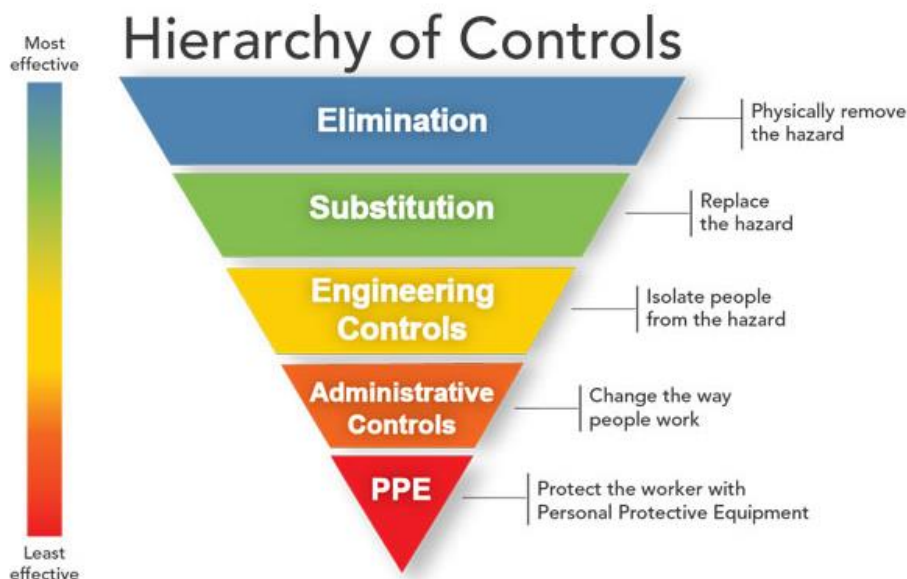 Hierarchy of Controls
Most
effective
Elimination
Physically remove
the hazard
Substitution
Replace
the hazard
Engineering
Controls
Isolate people
from the hazard
Administrative
Controls
Change the way
people work
PPE
Protect the worker with
Personal Protective Equipment
Least
effective